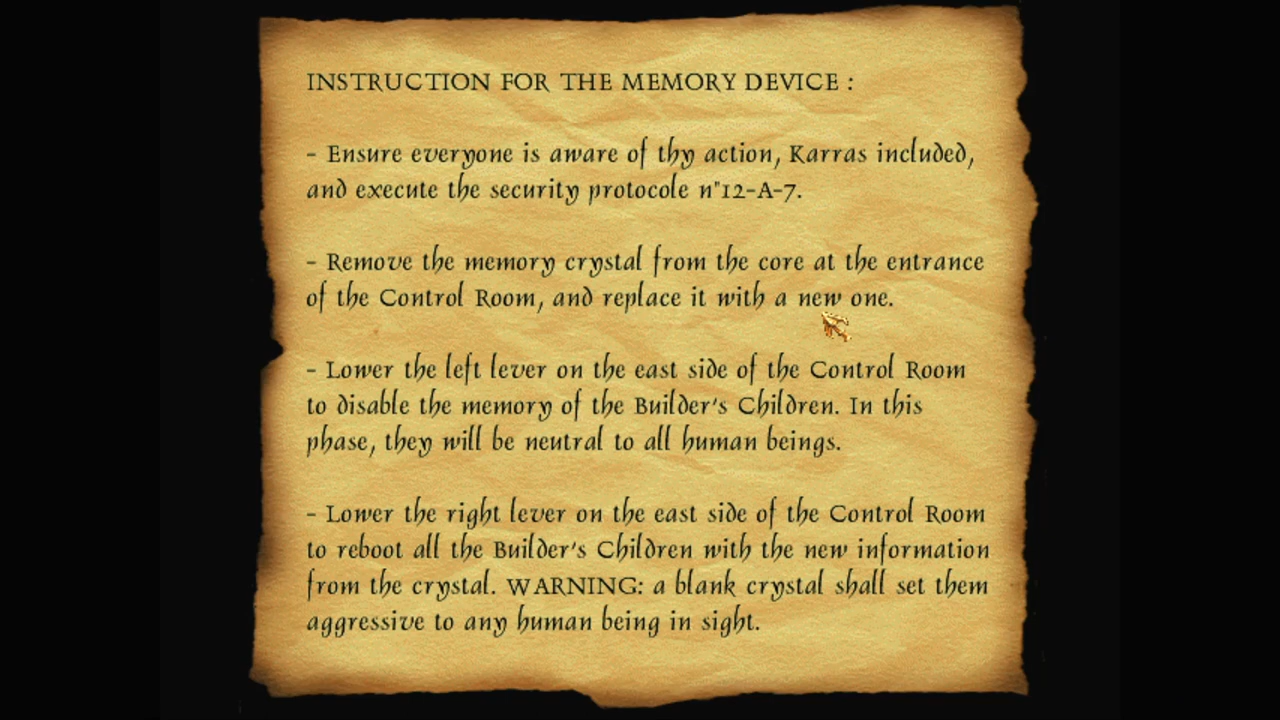 INSTRUCTION FOR THE MEMORY DEVICE :
- Ensure everyone is aware of thy action, Karras included,
and execute the security protocole n°12-A-7.
- Remove the memory crystal from the core at the entrance
of the Control Room, and replace it with a new one.
- Lower the left lever on the east side of the Control Room
to disable the memory of the Builder's Children. In this
phase, they will be neutral to all human beings.
- Lower the right lever on the east side of the Control Room
to reboot all the Builder's Children with the new information
from the crystal. WARNING: a blank crystal shall set them
aggressive to any human being in sight.